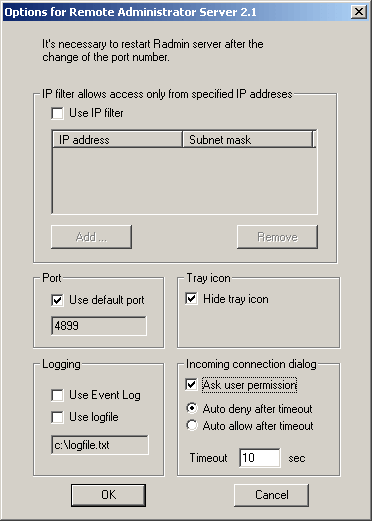 Options for Remote Administrator Server 2.1
It's necessary to restart Radmin server after the
change of the port number.
IP filter allows access only from specified IP addreses
Use IP filter
IP address Subnet mask
Add ... Remove
Port Tray icon
Use default port Hide tray icon
4899
Logging Incoming connection dialog
Use Event Log Ask user permission
Use logfile Auto deny after timeout
Auto allow after timeout
c:\logfile.txt
Timeout 10 sec
OK Cancel